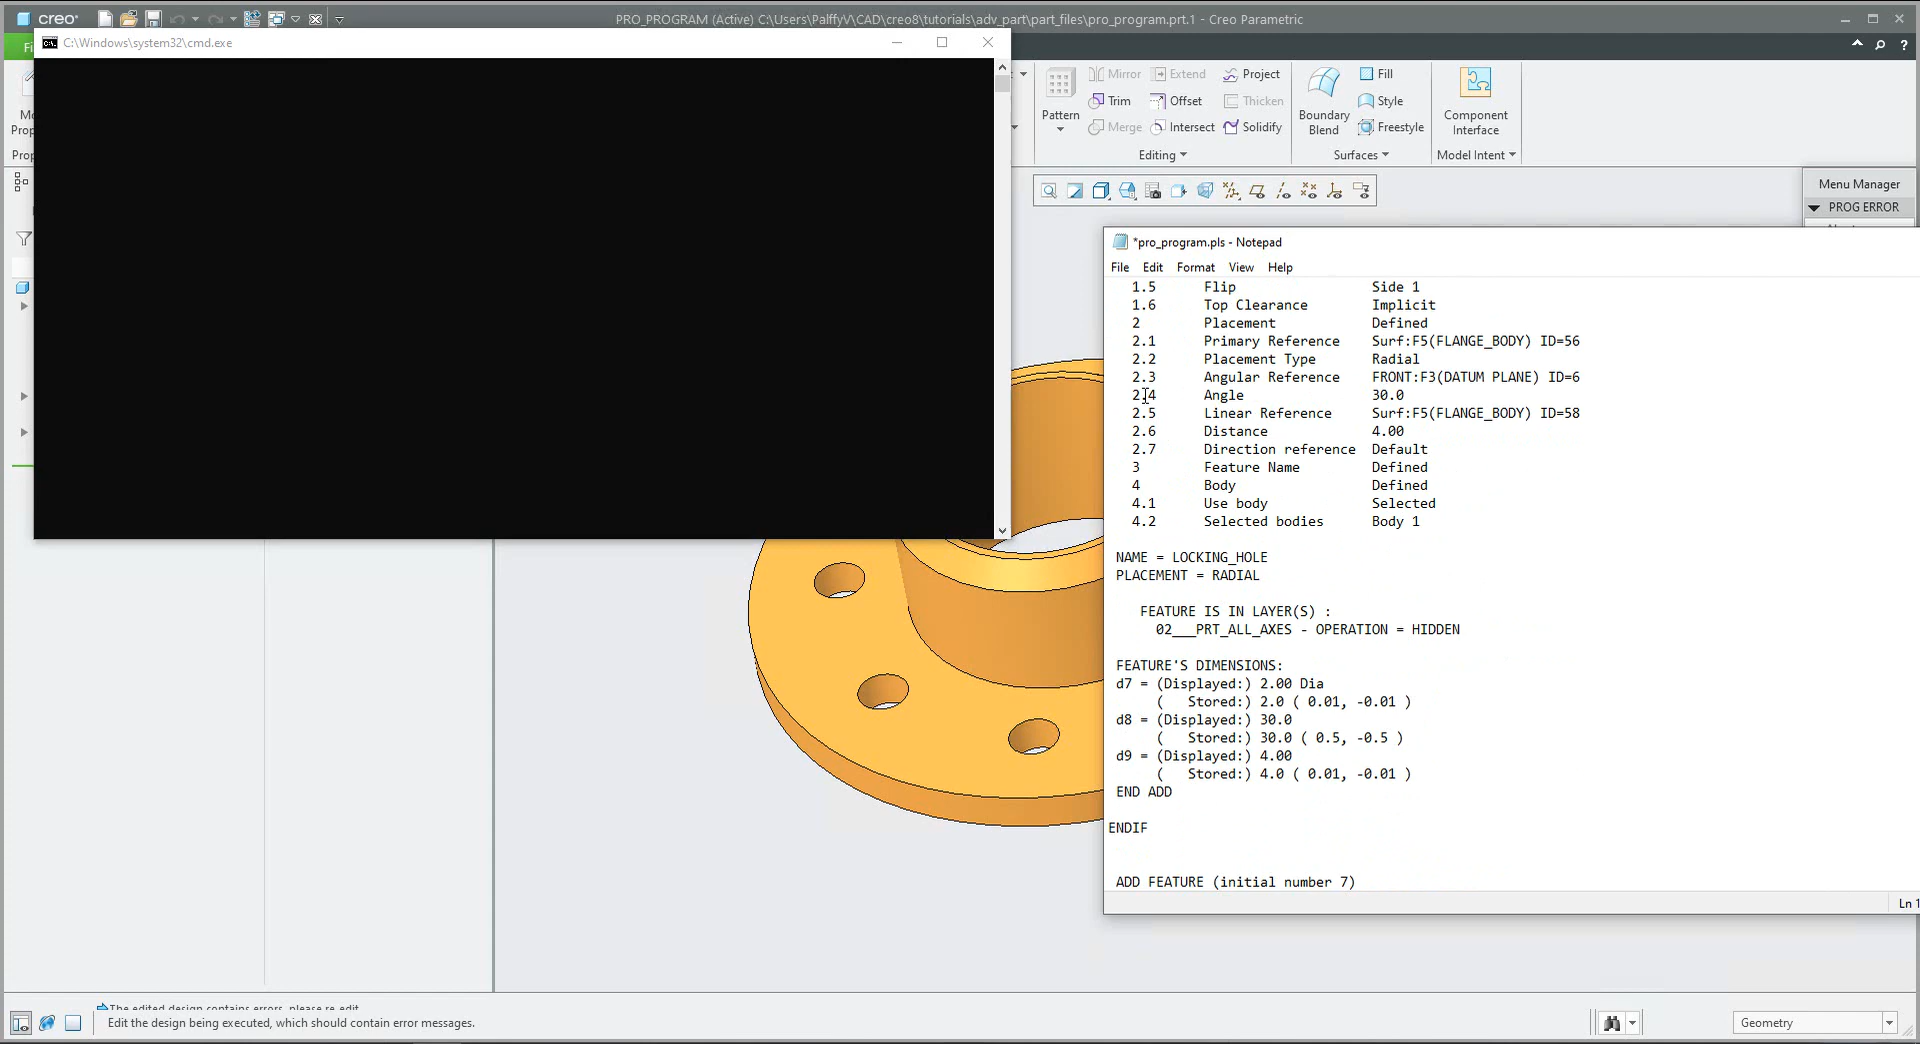 creo°
PRO_PROGRAM (Active) C:\Users\PalffyV\CAD\creo8\tutorials\adv_part\part_files\pro_program.prt.1 - Creo Parametric
C:\Windows\system32\cmd.exe
Mirror
Extend
Project
Fill
Trim
Offset
Thicken
Style
Pattern
Merge
Intersect
Solidify
Boundary Blend
Freestyle
Component Interface
Editing
Surfaces
Model Intent
Menu Manager
PROG ERROR
*pro_program.pls - Notepad
File Edit Format View Help
1.5 Flip Side 1
1.6 Top Clearance Implicit
2 Placement Defined
2.1 Primary Reference Surf:F5(FLANGE_BODY) ID=56
2.2 Placement Type Radial
2.3 Angular Reference FRONT:F3(DATUM PLANE) ID=6
2.4 Angle 30.0
2.5 Linear Reference Surf:F5(FLANGE_BODY) ID=58
2.6 Distance 4.00
2.7 Direction reference Default
3 Feature Name Defined
4 Body Defined
4.1 Use body Selected
4.2 Selected bodies Body 1
NAME = LOCKING_HOLE
PLACEMENT = RADIAL
FEATURE IS IN LAYER(S) :
02___PRT_ALL_AXES - OPERATION = HIDDEN
FEATURE'S DIMENSIONS:
d7 = (Displayed:) 2.00 Dia
( Stored:) 2.0 ( 0.01, -0.01 )
d8 = (Displayed:) 30.0
( Stored:) 30.0 ( 0.5, -0.5 )
d9 = (Displayed:) 4.00
( Stored:) 4.0 ( 0.01, -0.01 )
END ADD
ENDIF
ADD FEATURE (initial number 7)
Ln 1
The edited design contains errors, please re-edit.
Edit the design being executed, which should contain error messages.
Geometry